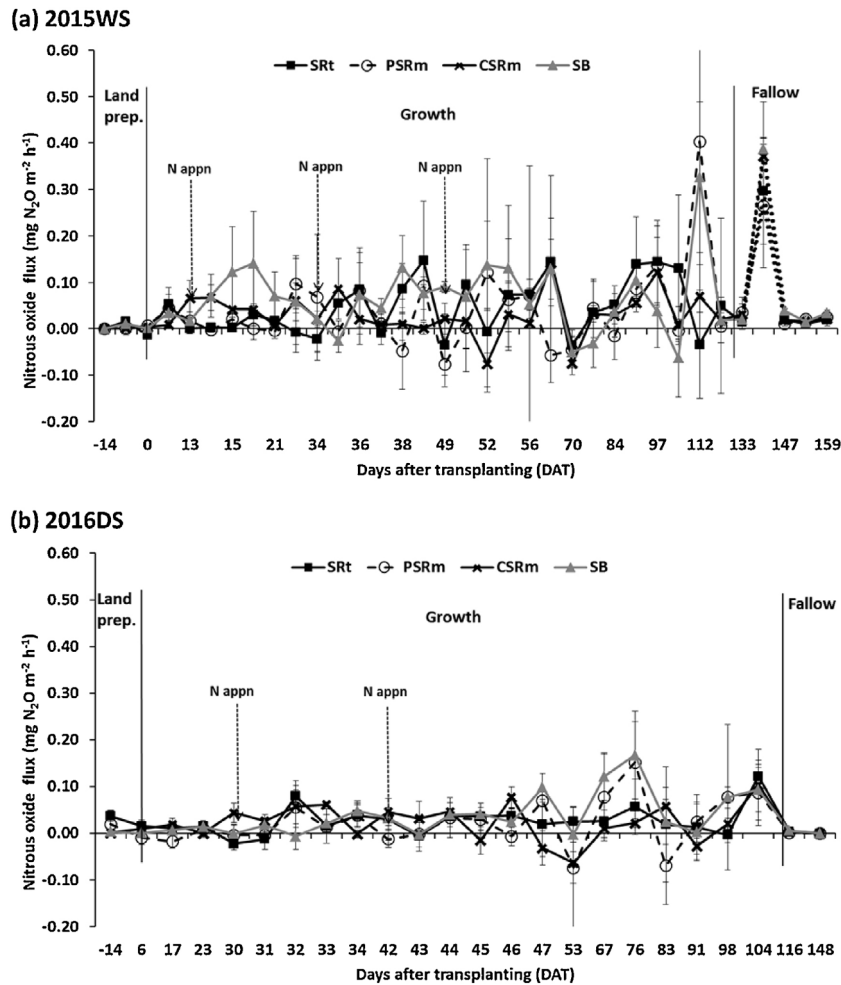 (a) 2015WS
0.60
0.50
0.40
0.30
0.20
0.10
0.00
-0.10
-0.20
Nitrous oxide flux (mg N₂O m⁻² h⁻¹)
SRt PSRm CSRm SB
Land
prep.
Growth
Fallow
N appn N appn N appn
-14 0 13 15 21 34 36 38 49 52 56 70 84 97 112 133 147 159
Days after transplanting (DAT)
(b) 2016DS
0.60
0.50
0.40
0.30
0.20
0.10
0.00
-0.10
-0.20
Nitrous oxide flux (mg N₂O m⁻² h⁻¹)
SRt PSRm CSRm SB
Land
prep.
Growth
Fallow
N appn N appn
-14 6 17 23 30 31 32 33 34 42 43 44 45 46 47 53 67 76 83 91 98 104 116 148
Days after transplanting (DAT)